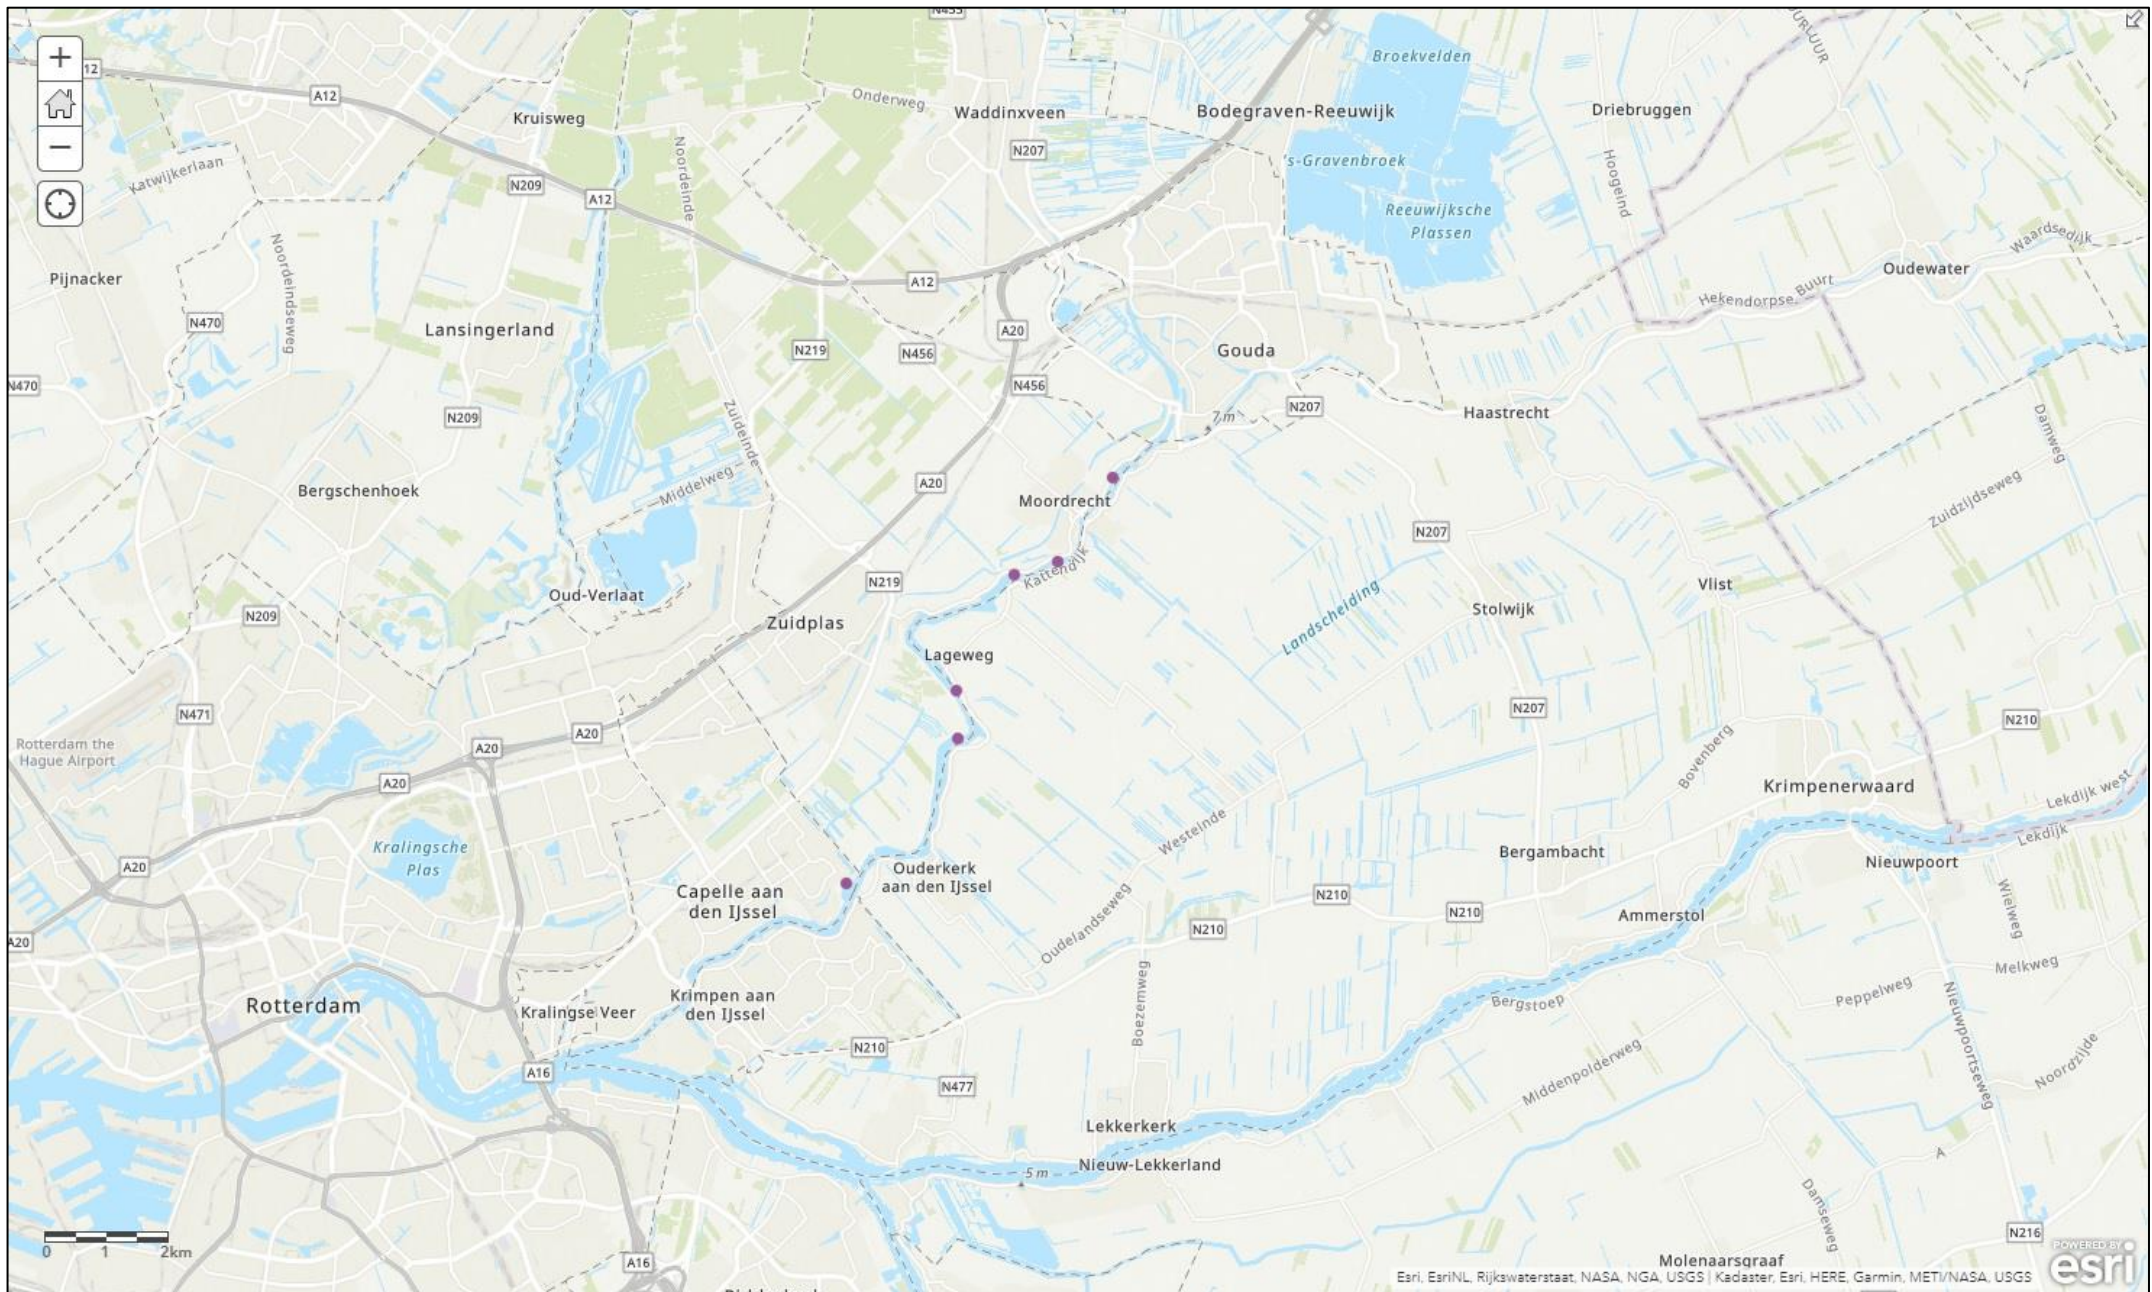 N453
Broekvelden
12
A12
Onderweg
Waddinxveen
Bodegraven-Reeuwijk
Driebruggen
Kruisweg
Noordeinde
N207
's-Gravenbroek
Katwijkerlaan
N209
A12
Hoogeind
Reeuwijksche
Plassen
Waardsedijk
Pijnacker
Noordeindseweg
A12
Oudewater
Hekendorpse Buurt
N470
Lansingerland
A20
N219
N456
Gouda
N470
N456
N209
Zuideinde
7 m
N207
Haastrecht
Damweg
Bergschenhoek
Middelweg
A20
Moordrecht
Zuidzijdseweg
N207
N219
Kattendijk
Oud-Verlaat
Landscheiding
Vlist
N209
Zuidplas
Stolwijk
Lageweg
N471
N207
N210
Rotterdam the
Hague Airport
A20
A20
Bovenberg
A20
Krimpenerwaard
Lekdijk west
Kralingsche
Plas
Westeinde
Lekdijk
A20
Bergambacht
Nieuwpoort
Ouderkerk
aan den IJssel
Capelle aan
den IJssel
N210
N210
Ammerstol
Wielweg
Oudelandseweg
N210
A20
Melkweg
Rotterdam
Krimpen aan
den IJssel
Kralingse Veer
Boezemweg
Bergstoep
Peppelweg
Nieuwpoortseweg
N210
A16
N477
Middenpolderweg
Noordzijde
Lekkerkerk
Nieuw-Lekkerland
5 m
A
Damseweg
0 1 2km
N216
A16
Molenaarsgraaf
POWERED BY
esri
Esri, EsriNL, Rijkswaterstaat, NASA, NGA, USGS | Kadaster, Esri, HERE, Garmin, METI/NASA, USGS